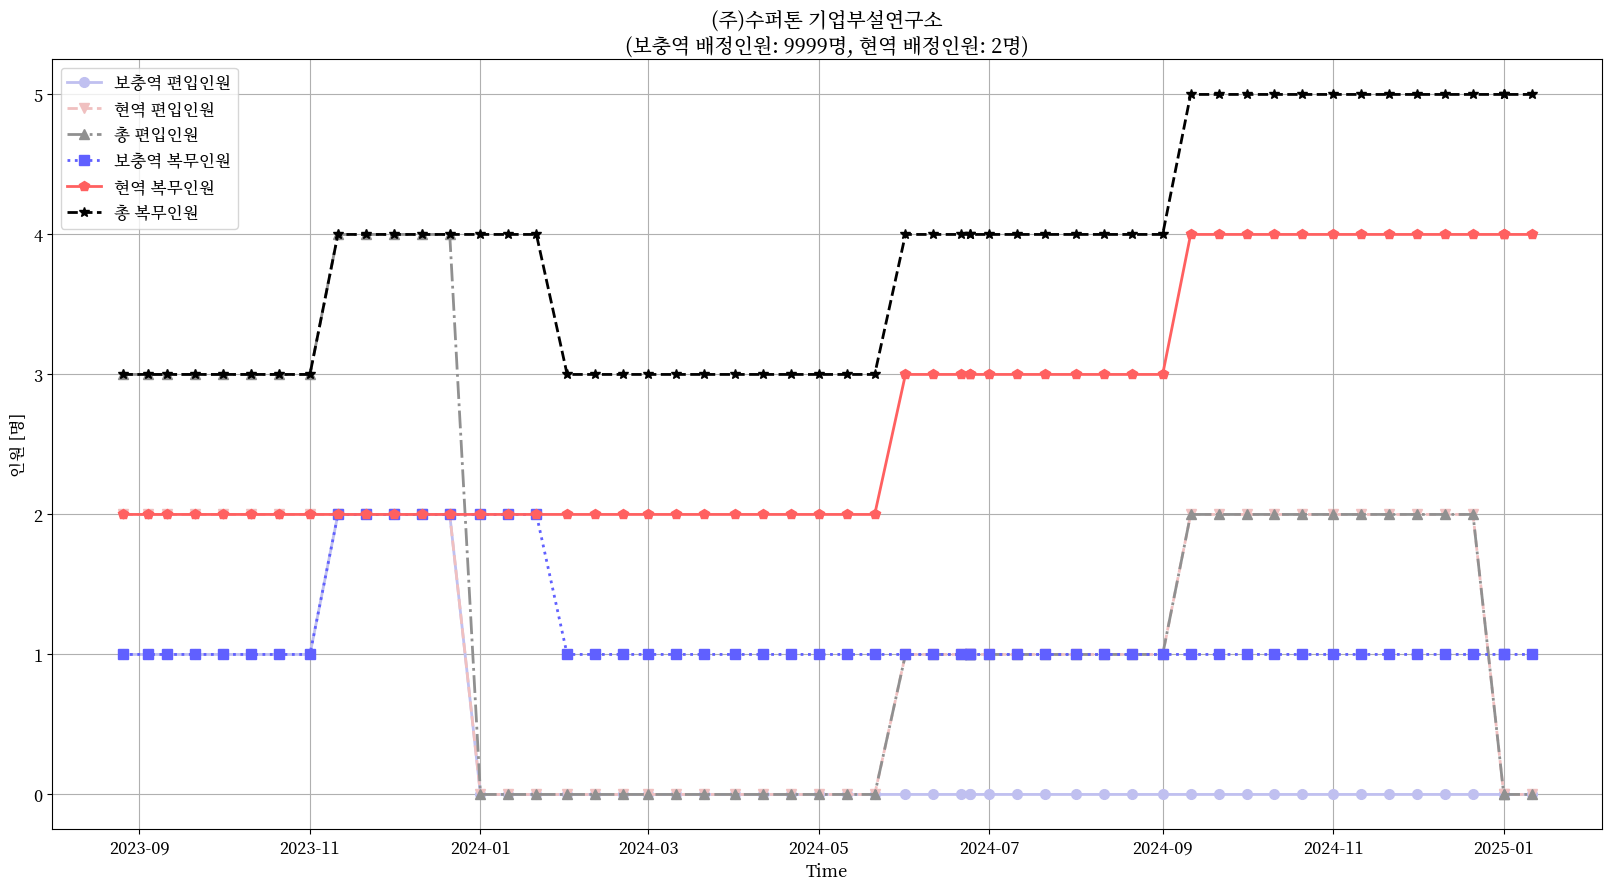 (주)수퍼톤 기업부설연구소
(보충역 배정인원: 9999명, 현역 배정인원: 2명)
보충역 편입인원
현역 편입인원
총 편입인원
보충역 복무인원
현역 복무인원
총 복무인원
인원 [명]
5
4
3
2
1
0
2023-09
2023-11
2024-01
2024-03
2024-05
2024-07
2024-09
2024-11
2025-01
Time